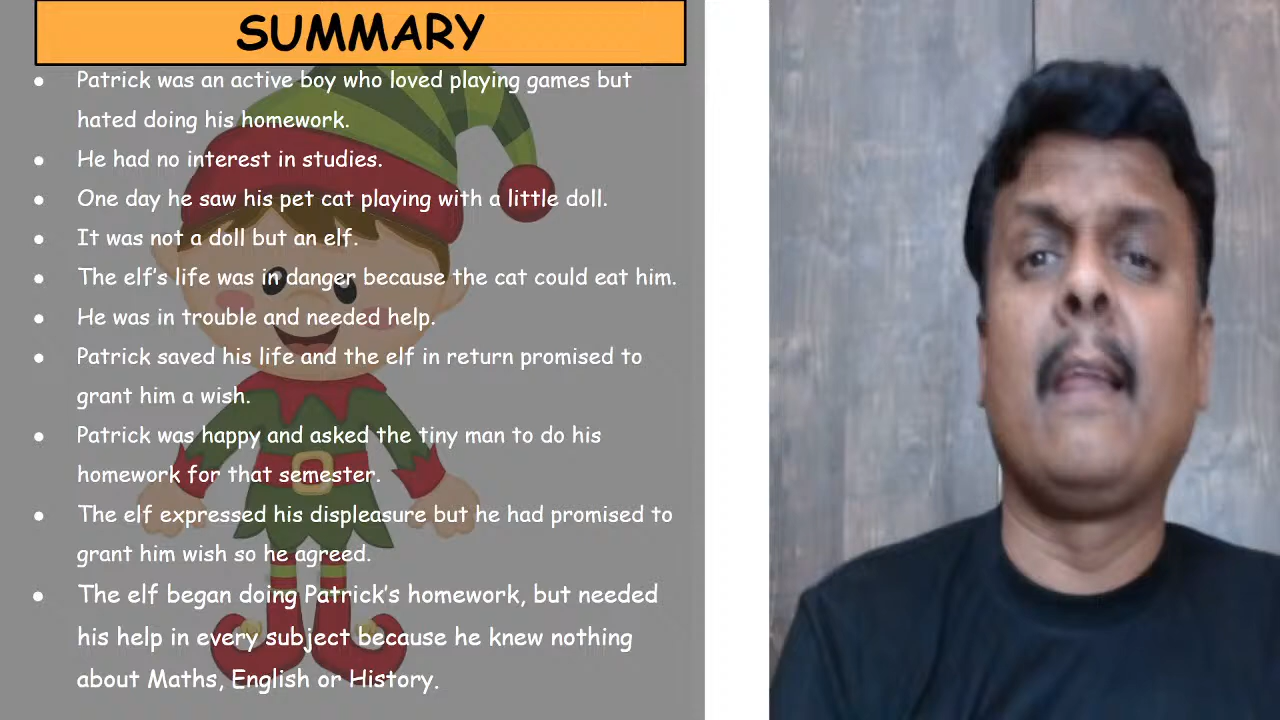 SUMMARY
● Patrick was an active boy who loved playing games but
hated doing his homework.
● He had no interest in studies.
● One day he saw his pet cat playing with a little doll.
● It was not a doll but an elf.
● The elf's life was in danger because the cat could eat him.
● He was in trouble and needed help.
● Patrick saved his life and the elf in return promised to
grant him a wish.
● Patrick was happy and asked the tiny man to do his
homework for that semester.
● The elf expressed his displeasure but he had promised to
grant him wish so he agreed.
● The elf began doing Patrick's homework, but needed
his help in every subject because he knew nothing
about Maths, English or History.